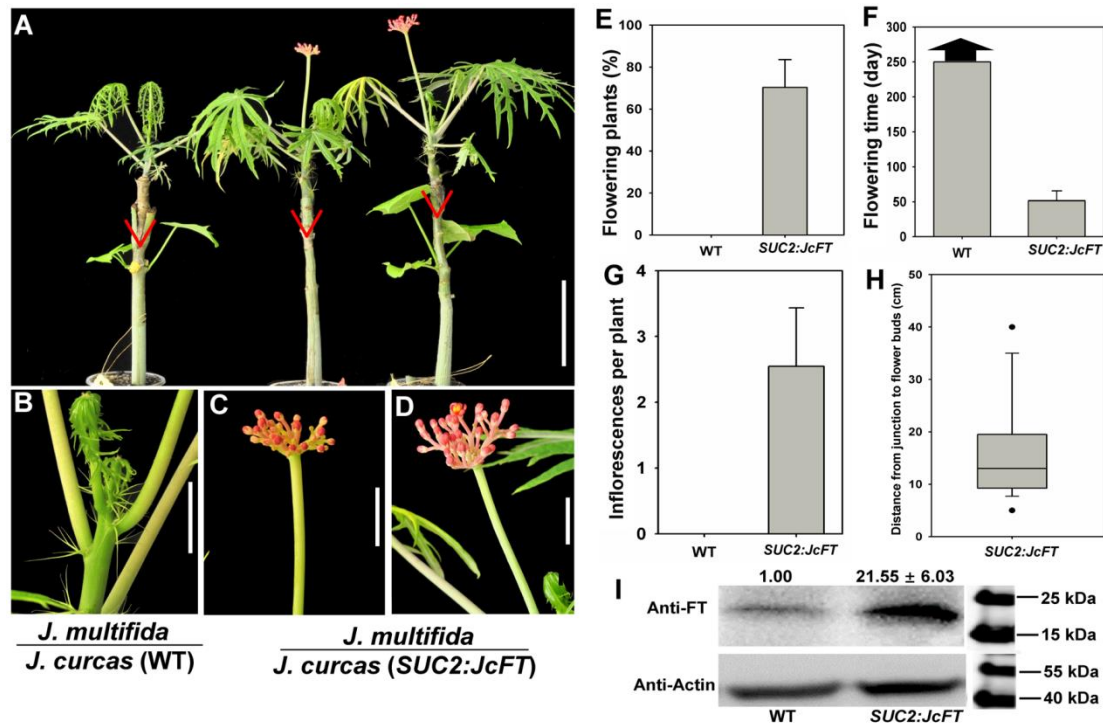 A
B
C
D
J. multifida
J. curcas (WT)
J. multifida
J. curcas (SUC2:JcFT)
E
Flowering plants (%)
100
80
60
40
20
0
WT
SUC2:JcFT
F
Flowering time (day)
300
250
200
150
100
50
0
WT
SUC2:JcFT
G
Inflorescences per plant
4
3
2
1
0
WT
SUC2:JcFT
H
Distance from junction to flower buds (cm)
50
40
30
20
10
0
SUC2:JcFT
I
1.00
21.55 ± 6.03
Anti-FT
25 kDa
15 kDa
Anti-Actin
55 kDa
40 kDa
WT
SUC2:JcFT